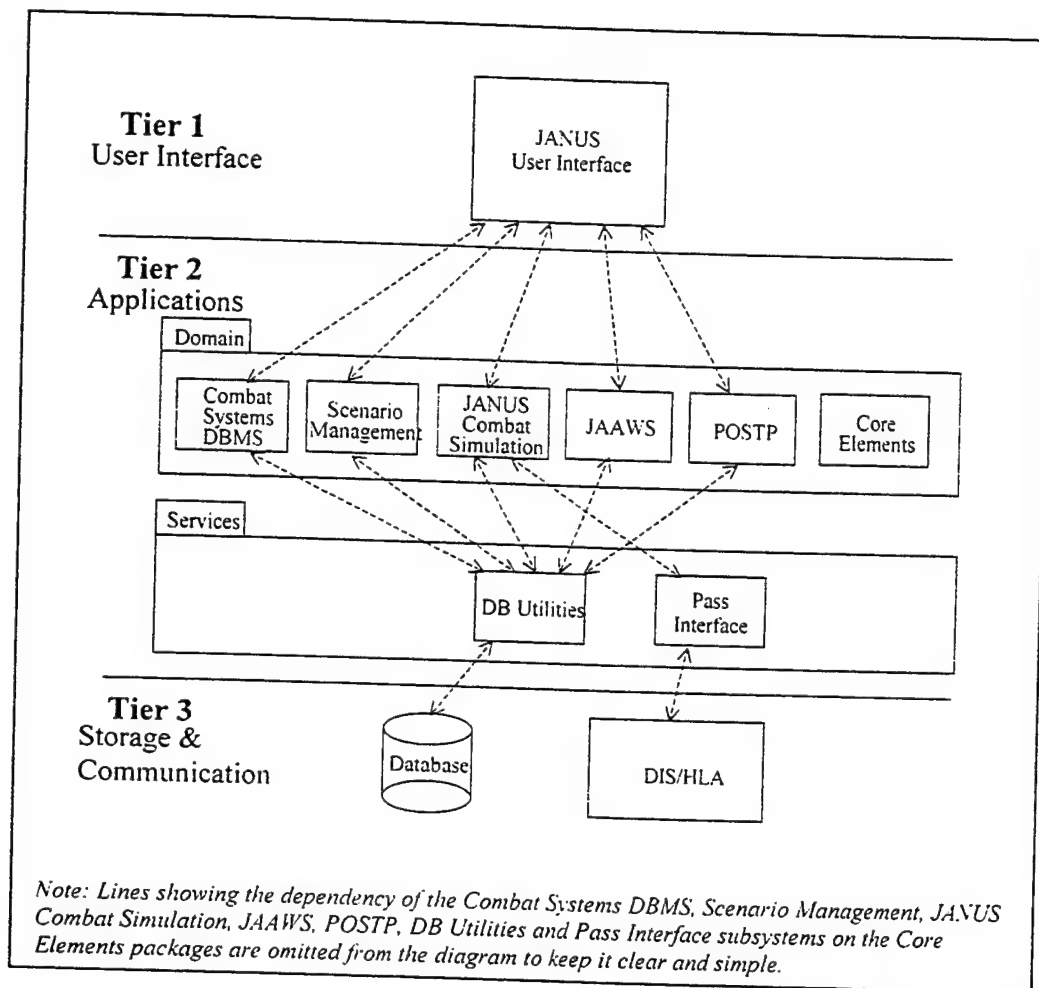 Tier 1
User Interface
JANUS
User Interface
Tier 2
Applications
Domain
Combat
Systems
DBMS
Scenario
Management
JANUS
Combat
Simulation
JAAWS
POSTP
Core
Elements
Services
DB Utilities
Pass
Interface
Tier 3
Storage &
Communication
Database
DIS/HLA
Note: Lines showing the dependency of the Combat Systems DBMS, Scenario Management, JANUS
Combat Simulation, JAAWS, POSTP, DB Utilities and Pass Interface subsystems on the Core
Elements packages are omitted from the diagram to keep it clear and simple.